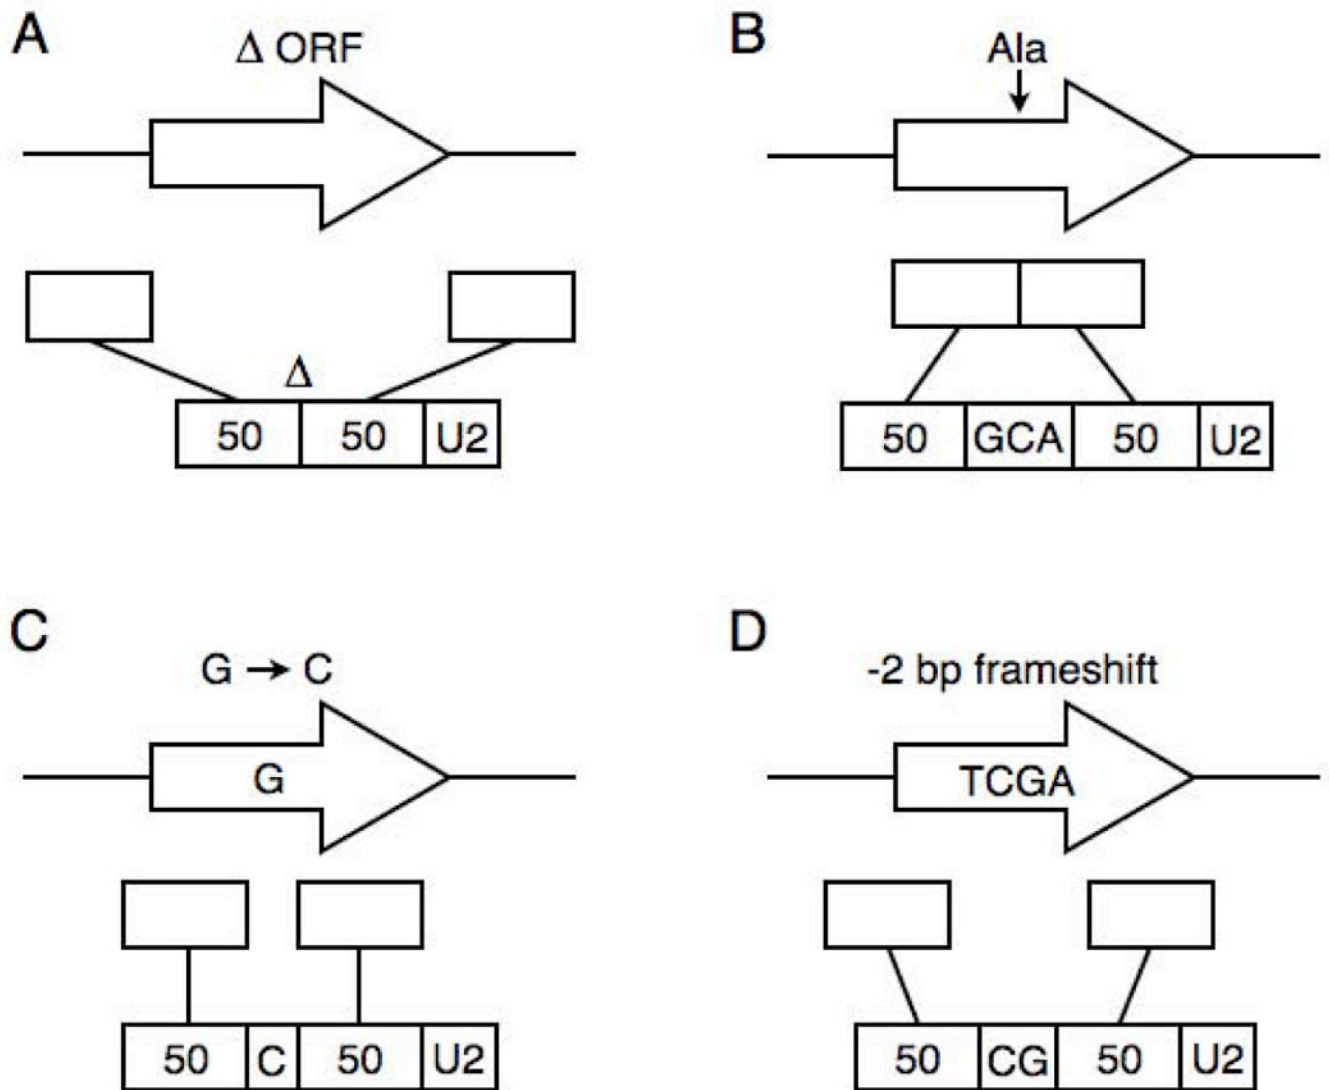 A
Δ ORF
Δ
50 50 U2
B
Ala
50 GCA 50 U2
C
G → C
G
50 C 50 U2
D
-2 bp frameshift
TCGA
50 CG 50 U2